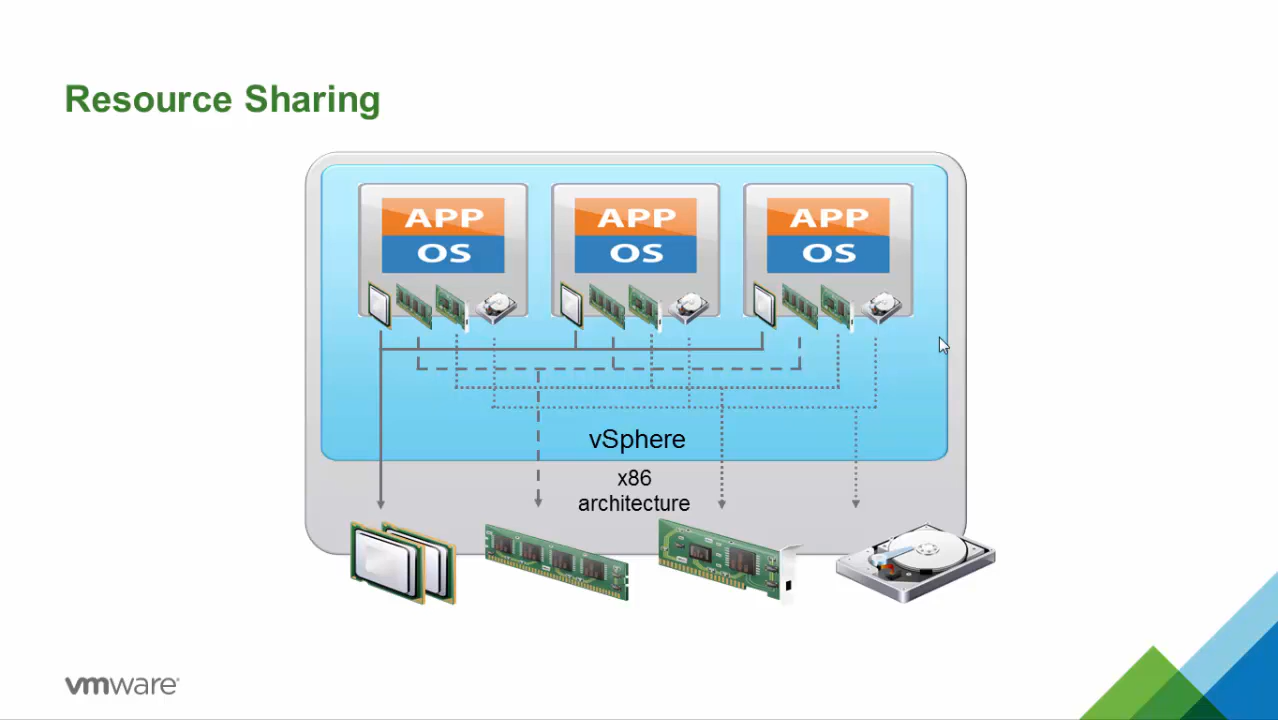 Resource Sharing
APP
OS
APP
OS
APP
OS
vSphere
x86
architecture
vmware